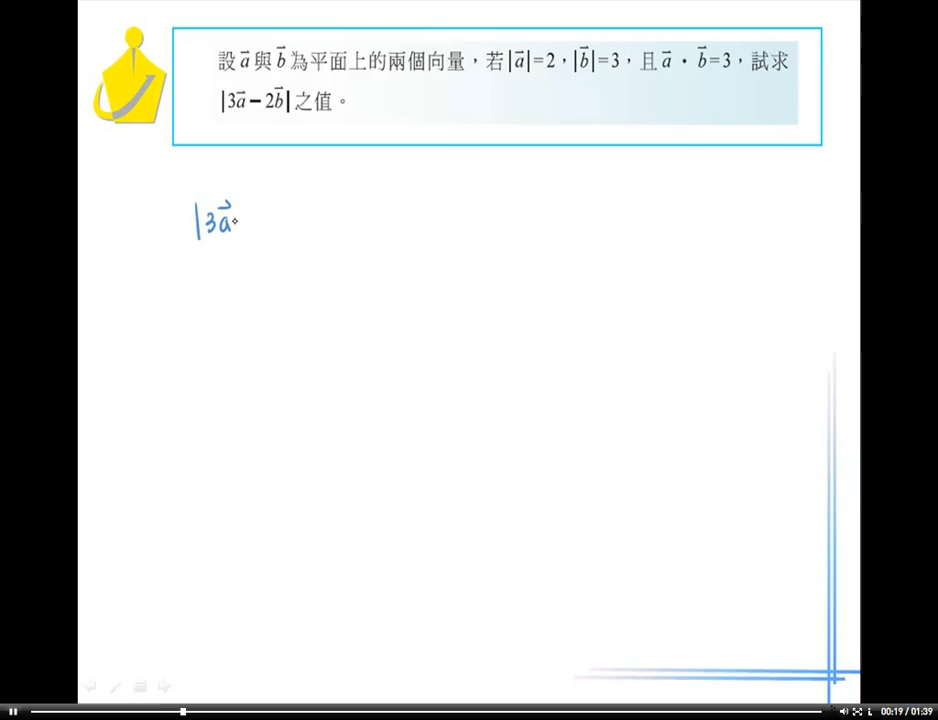 設 a⃗ 與 b⃗ 為平面上的兩個向量,若|a⃗|=2,|b⃗|=3,且 a⃗ · b⃗=3,試求
|3a⃗-2b⃗| 之值。
|3a⃗
00:19 / 01:39